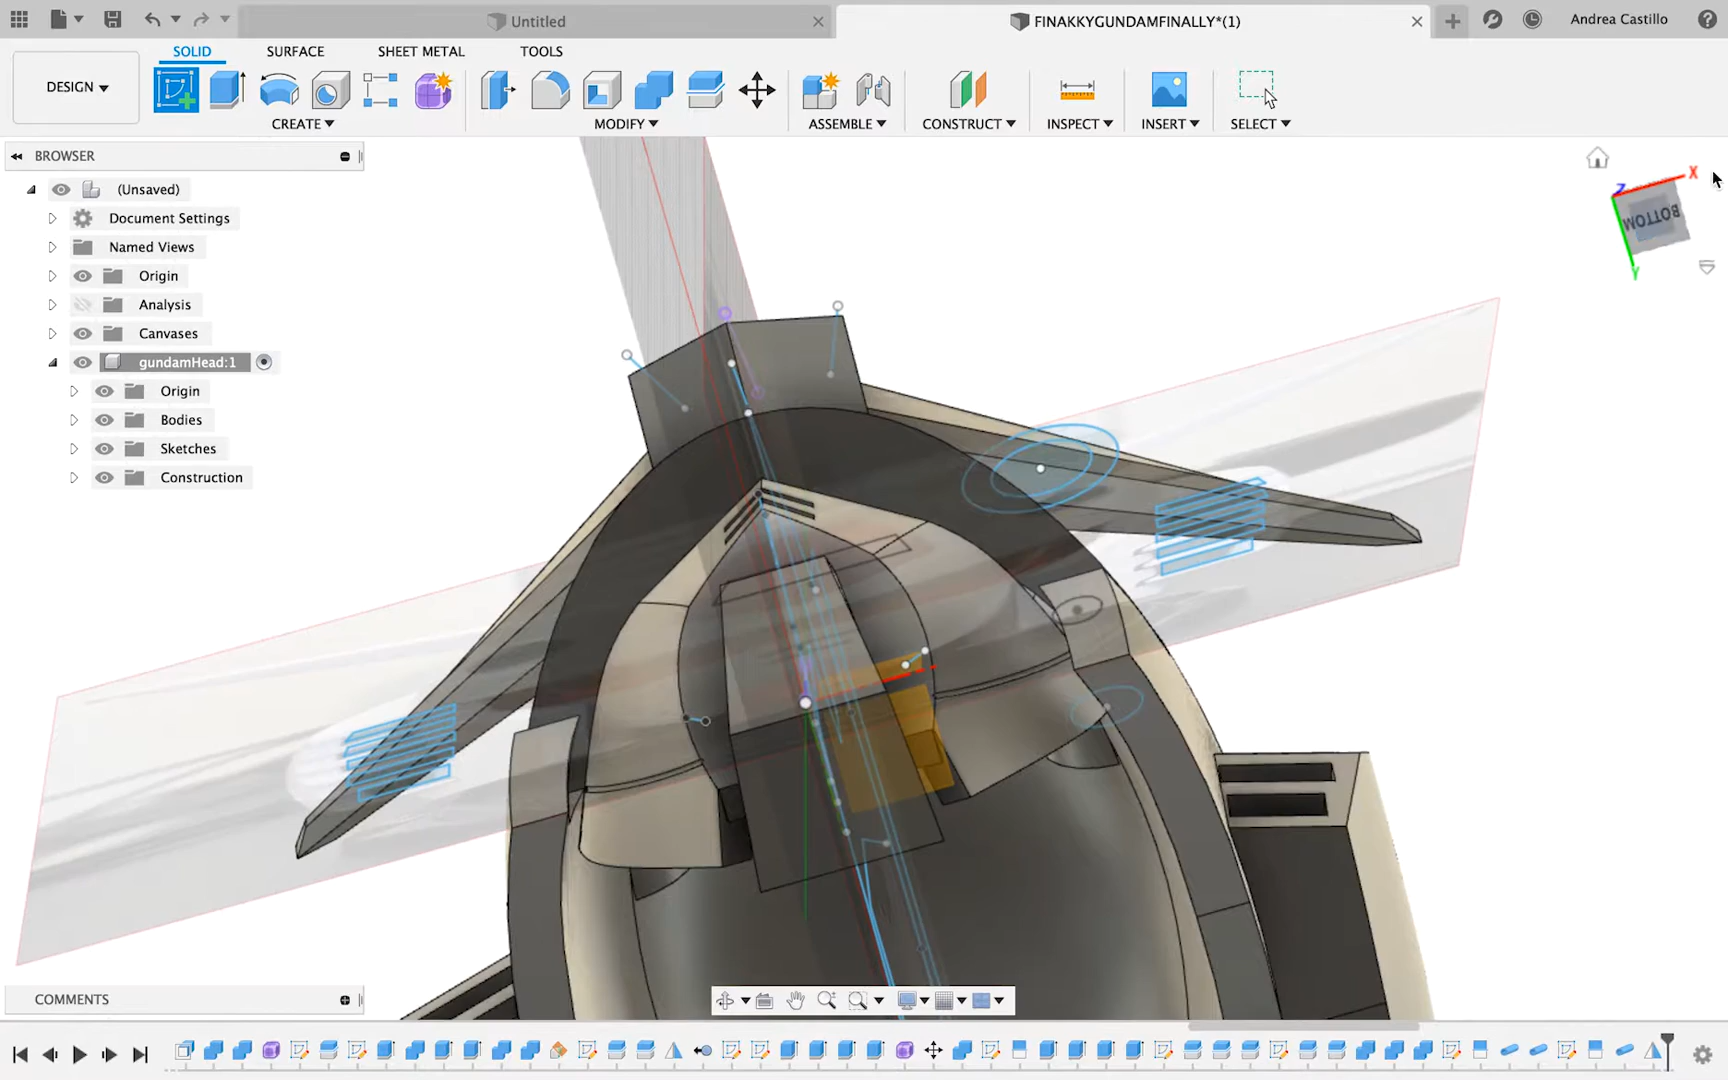 Untitled
FINAKKYGUNDAMFINALLY*(1)
Andrea Castillo
DESIGN
SOLID
SURFACE
SHEET METAL
TOOLS
CREATE
MODIFY
ASSEMBLE
CONSTRUCT
INSPECT
INSERT
SELECT
BROWSER
(Unsaved)
Document Settings
Named Views
Origin
Analysis
Canvases
gundamHead:1
Origin
Bodies
Sketches
Construction
Z
X
BOTTOM
Y
COMMENTS